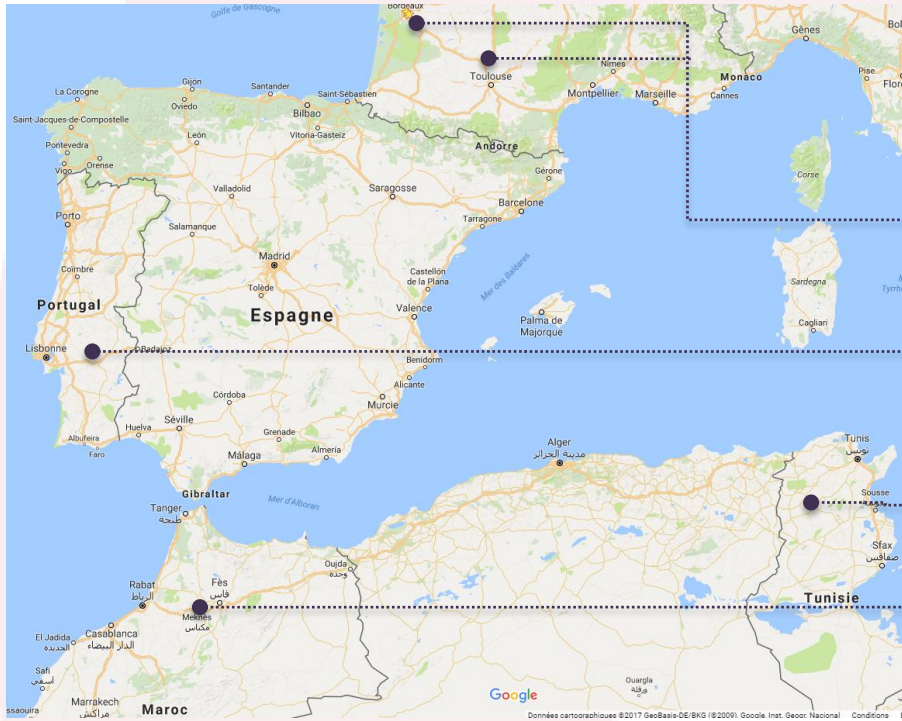 Golfe de Gascogne
Bordeaux
Gênes
La Corogne
Gijón
Oviedo
Santander
Saint-Sébastien
Bilbao
Toulouse
Nîmes
Montpellier
Marseille
Monaco
Cannes
Pise
Saint-Jacques-de-Compostelle
León
Vitoria-Gasteiz
Pontevedra
Vigo
Orense
Andorre
Gérone
Corse
Valladolid
Saragosse
Barcelone
Porto
Salamanque
Tarragone
Madrid
Coïmbre
Tolède
Castellón
de la Plana
Mer des Baléares
Sardegna
Portugal
Espagne
Valence
Palma de
Majorque
Cagliari
Lisbonne
Badajoz
Benidorm
Alicante
Córdoba
Murcie
Huelva
Séville
Grenade
Albufeira
Faro
Málaga
Almería
Alger
مدينة الجزائر
Tunis
تونس
Gibraltar
Mer d'Alboran
Tanger
طنجة
Sousse
Sfax
صفاقس
Oujda
وجدة
Rabat
الرباط
Fès
فاس
Meknès
مكناس
Tunisie
El Jadida
الجديدة
Casablanca
الدار البيضاء
Safi
آسفي
Ouargla
ورقلة
Marrakech
مراكش
Maroc
Google
Données cartographiques ©2017 GeoBasis-DE/BKG (©2009), Google, Inst. Geogr. Nacional Conditions